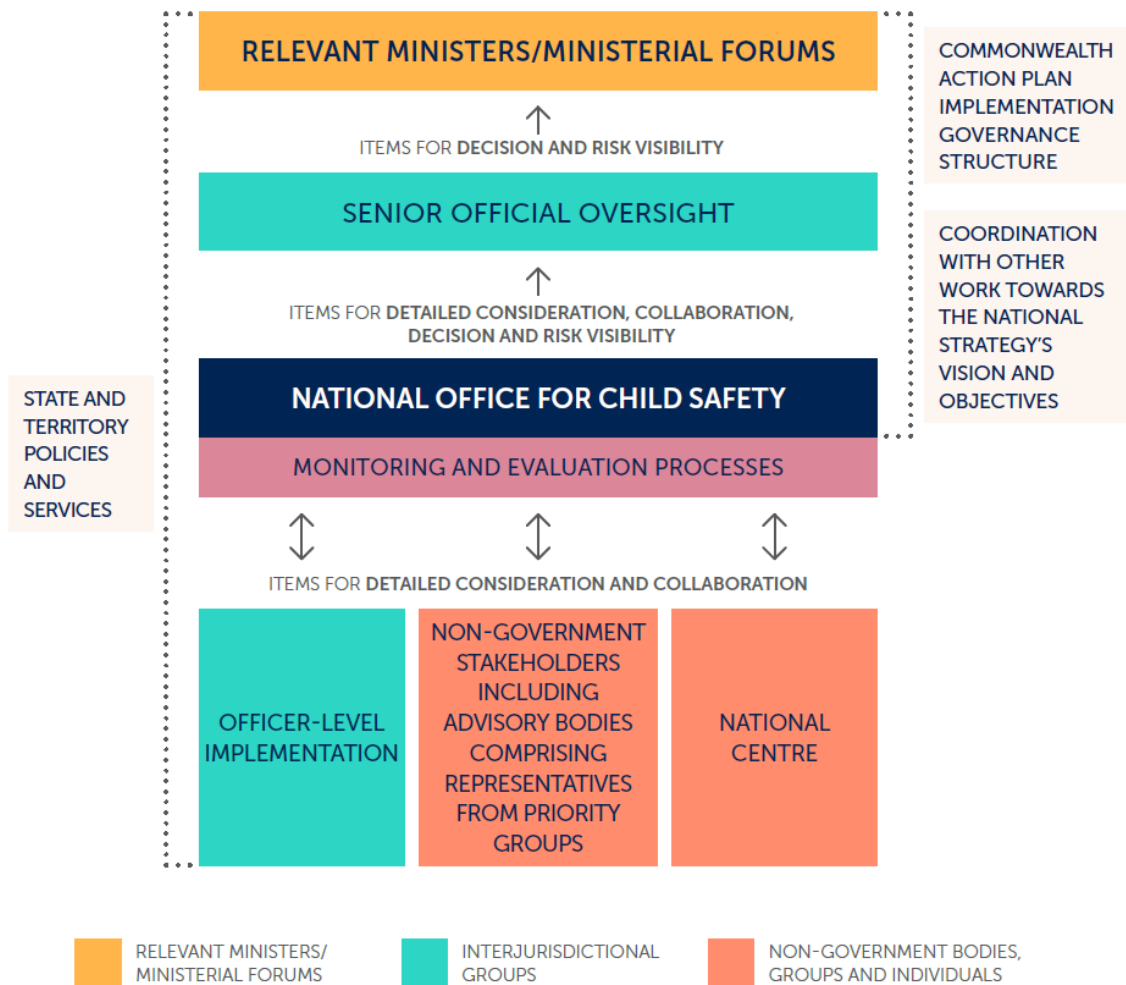 RELEVANT MINISTERS/MINISTERIAL FORUMS
ITEMS FOR DECISION AND RISK VISIBILITY
SENIOR OFFICIAL OVERSIGHT
ITEMS FOR DETAILED CONSIDERATION, COLLABORATION,
DECISION AND RISK VISIBILITY
NATIONAL OFFICE FOR CHILD SAFETY
MONITORING AND EVALUATION PROCESSES
ITEMS FOR DETAILED CONSIDERATION AND COLLABORATION
OFFICER-LEVEL
IMPLEMENTATION
NON-GOVERNMENT
STAKEHOLDERS
INCLUDING
ADVISORY BODIES
COMPRISING
REPRESENTATIVES
FROM PRIORITY
GROUPS
NATIONAL
CENTRE
STATE AND
TERRITORY
POLICIES
AND
SERVICES
COMMONWEALTH
ACTION PLAN
IMPLEMENTATION
GOVERNANCE
STRUCTURE
COORDINATION
WITH OTHER
WORK TOWARDS
THE NATIONAL
STRATEGY'S
VISION AND
OBJECTIVES
RELEVANT MINISTERS/
MINISTERIAL FORUMS
INTERJURISDICTIONAL
GROUPS
NON-GOVERNMENT BODIES,
GROUPS AND INDIVIDUALS